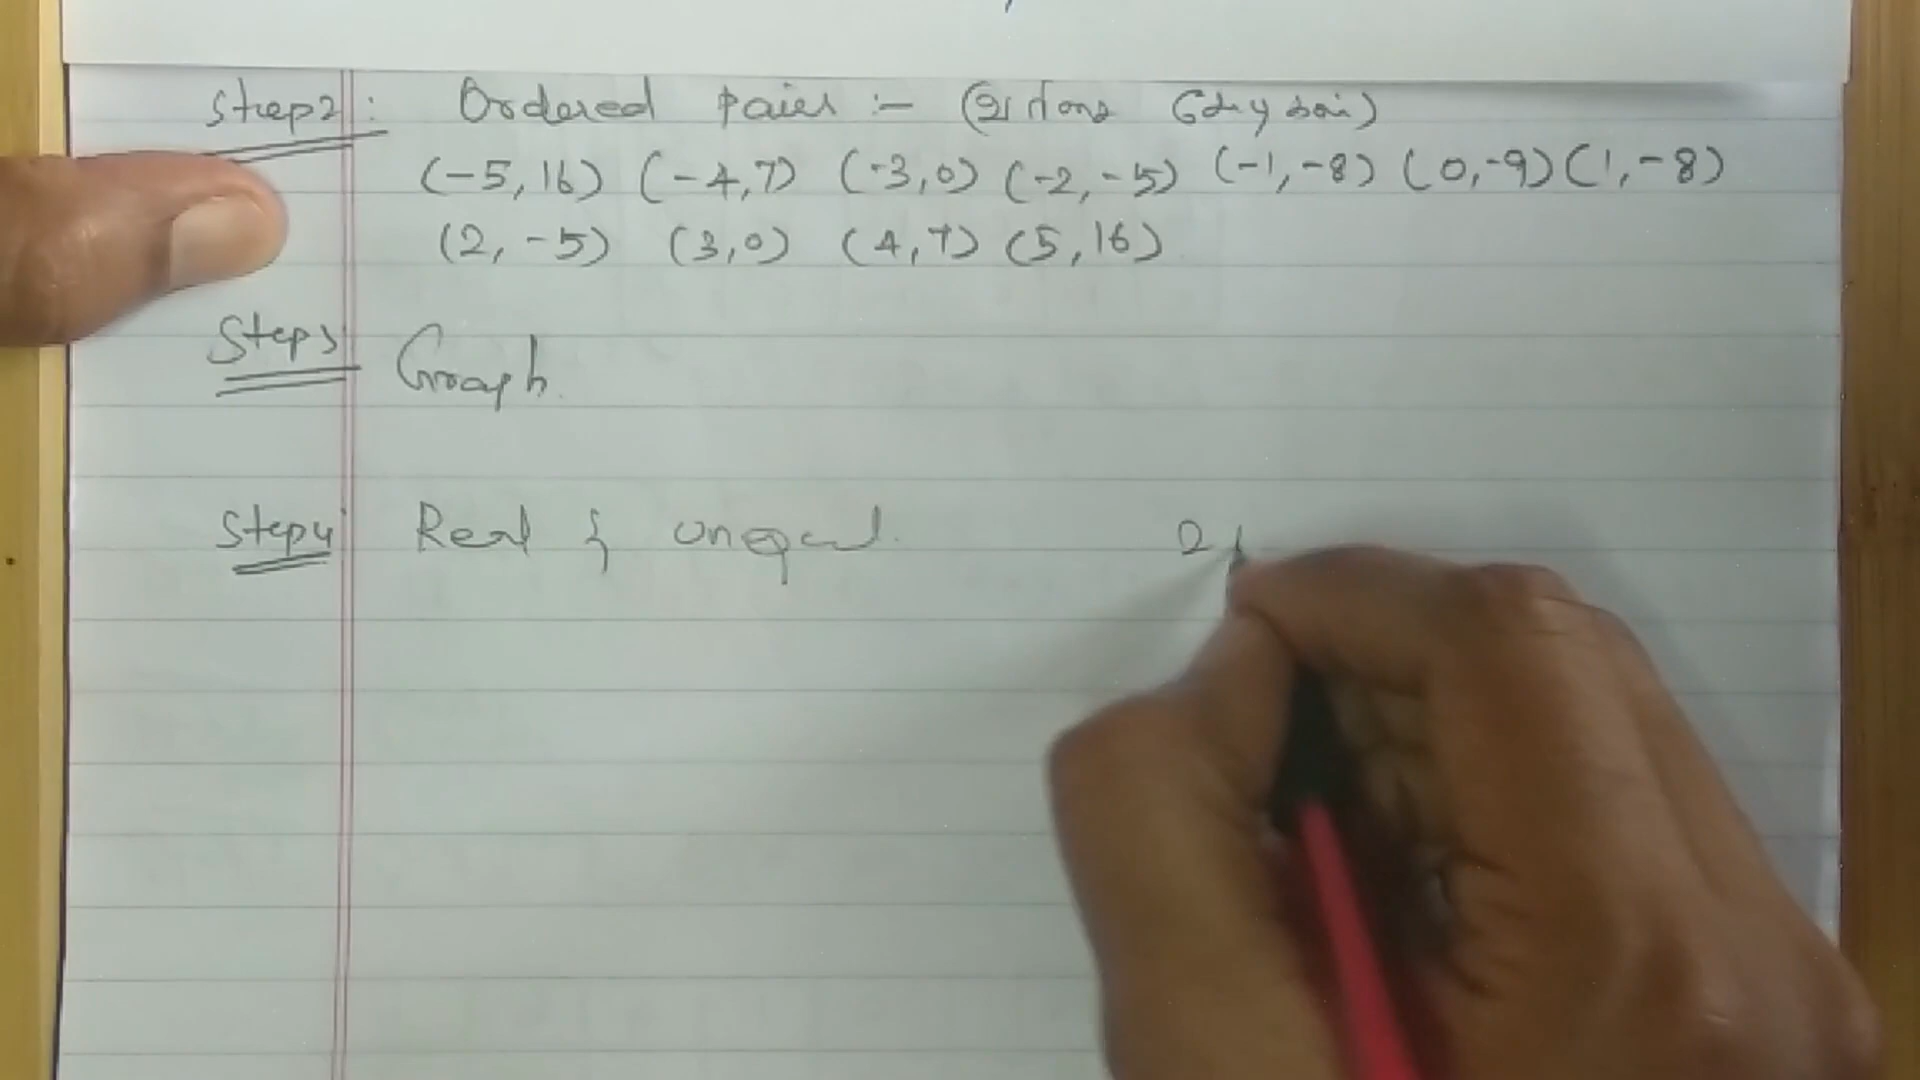 Step2: Ordered pairs :- (
(-5,16) (-4,7) (-3,0) (-2,-5) (-1,-8) (0,-9) (1,-8)
(2,-5) (3,0) (4,7) (5,16)
Step3 Graph.
Step4 Real & unequal.